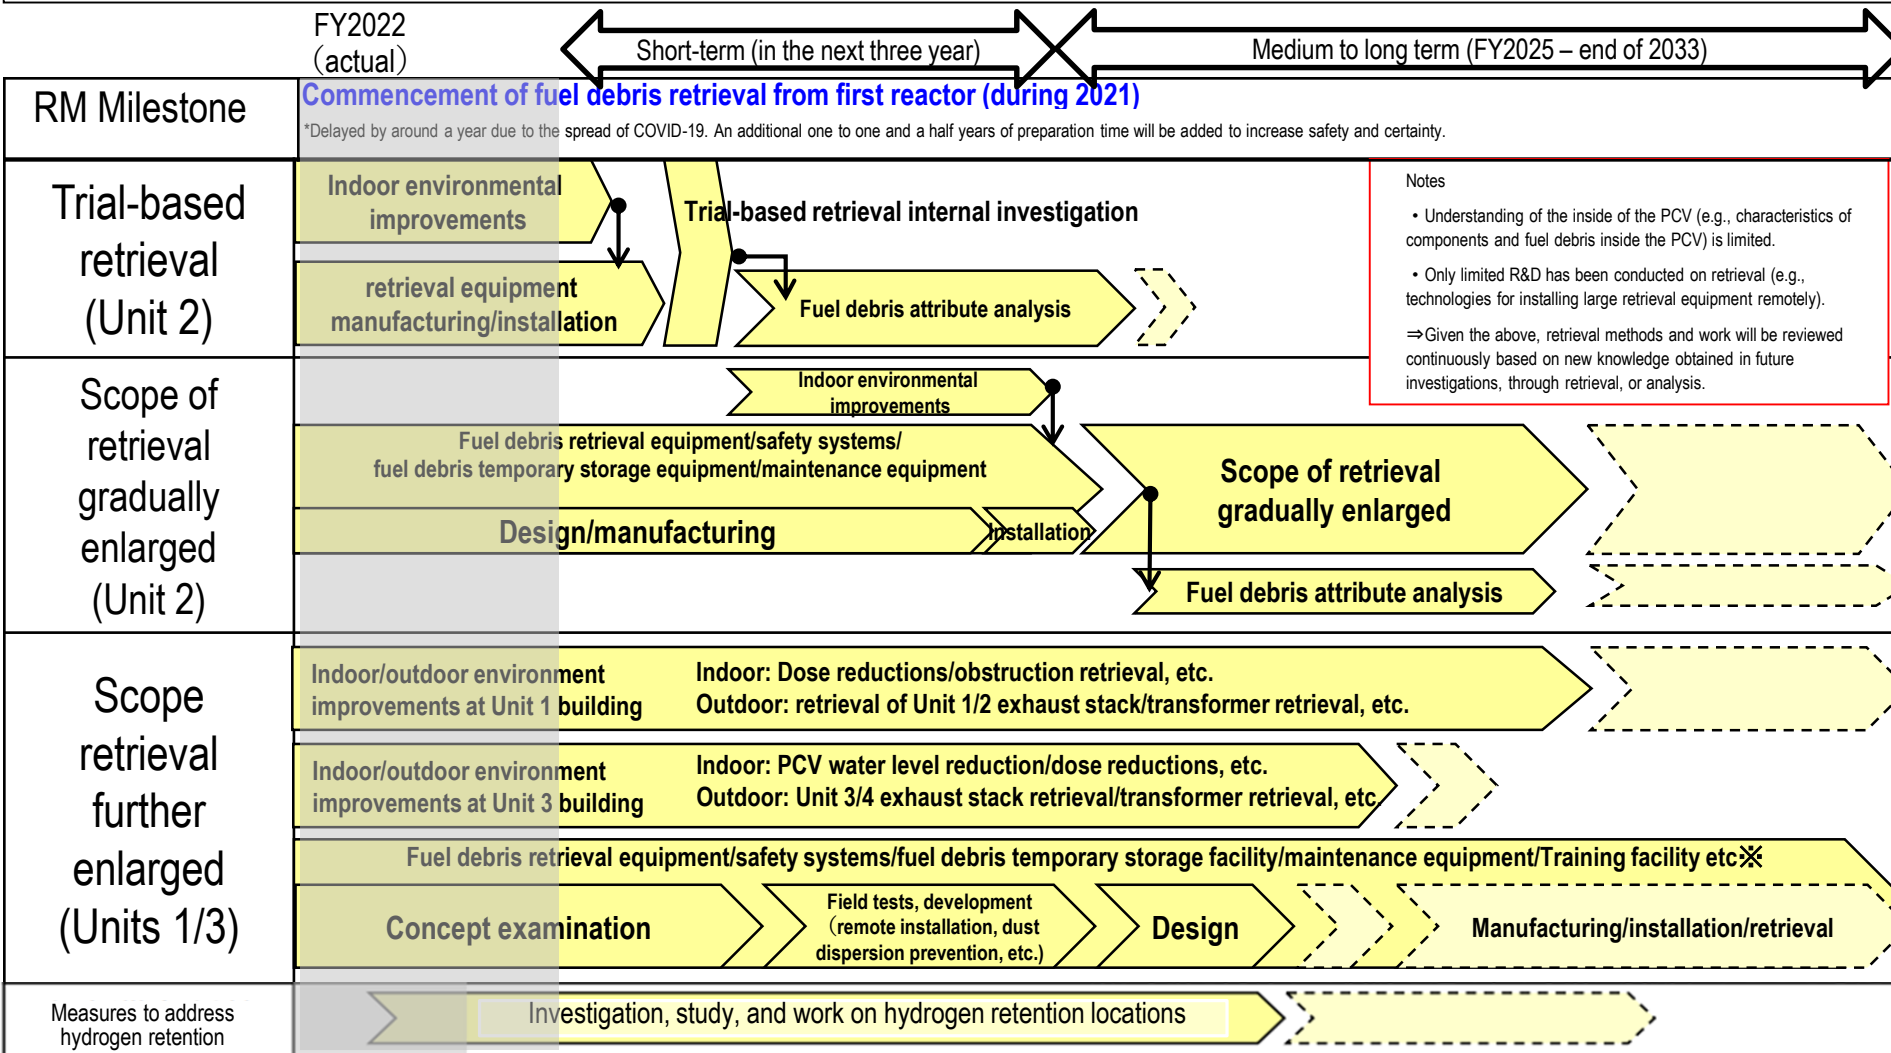 FY2022
（actual）
Short-term (in the next three year)
Medium to long term (FY2025 – end of 2033)
RM Milestone
Commencement of fuel debris retrieval from first reactor (during 2021)
*Delayed by around a year due to the spread of COVID-19. An additional one to one and a half years of preparation time will be added to increase safety and certainty.
Trial-based
retrieval
(Unit 2)
Indoor environmental
improvements
retrieval equipment
manufacturing/installation
Trial-based retrieval internal investigation
Fuel debris attribute analysis
Notes
• Understanding of the inside of the PCV (e.g., characteristics of
components and fuel debris inside the PCV) is limited.
• Only limited R&D has been conducted on retrieval (e.g.,
technologies for installing large retrieval equipment remotely).
⇒Given the above, retrieval methods and work will be reviewed
continuously based on new knowledge obtained in future
investigations, through retrieval, or analysis.
Scope of
retrieval
gradually
enlarged
(Unit 2)
Indoor environmental
improvements
Fuel debris retrieval equipment/safety systems/
fuel debris temporary storage equipment/maintenance equipment
Design/manufacturing
Installation
Scope of retrieval
gradually enlarged
Fuel debris attribute analysis
Scope
retrieval
further
enlarged
(Units 1/3)
Indoor/outdoor environment
improvements at Unit 1 building
Indoor: Dose reductions/obstruction retrieval, etc.
Outdoor: retrieval of Unit 1/2 exhaust stack/transformer retrieval, etc.
Indoor/outdoor environment
improvements at Unit 3 building
Indoor: PCV water level reduction/dose reductions, etc.
Outdoor: Unit 3/4 exhaust stack retrieval/transformer retrieval, etc.
Fuel debris retrieval equipment/safety systems/fuel debris temporary storage facility/maintenance equipment/Training facility etc※
Concept examination
Field tests, development
（remote installation, dust
dispersion prevention, etc.)
Design
Manufacturing/installation/retrieval
Measures to address
hydrogen retention
Investigation, study, and work on hydrogen retention locations